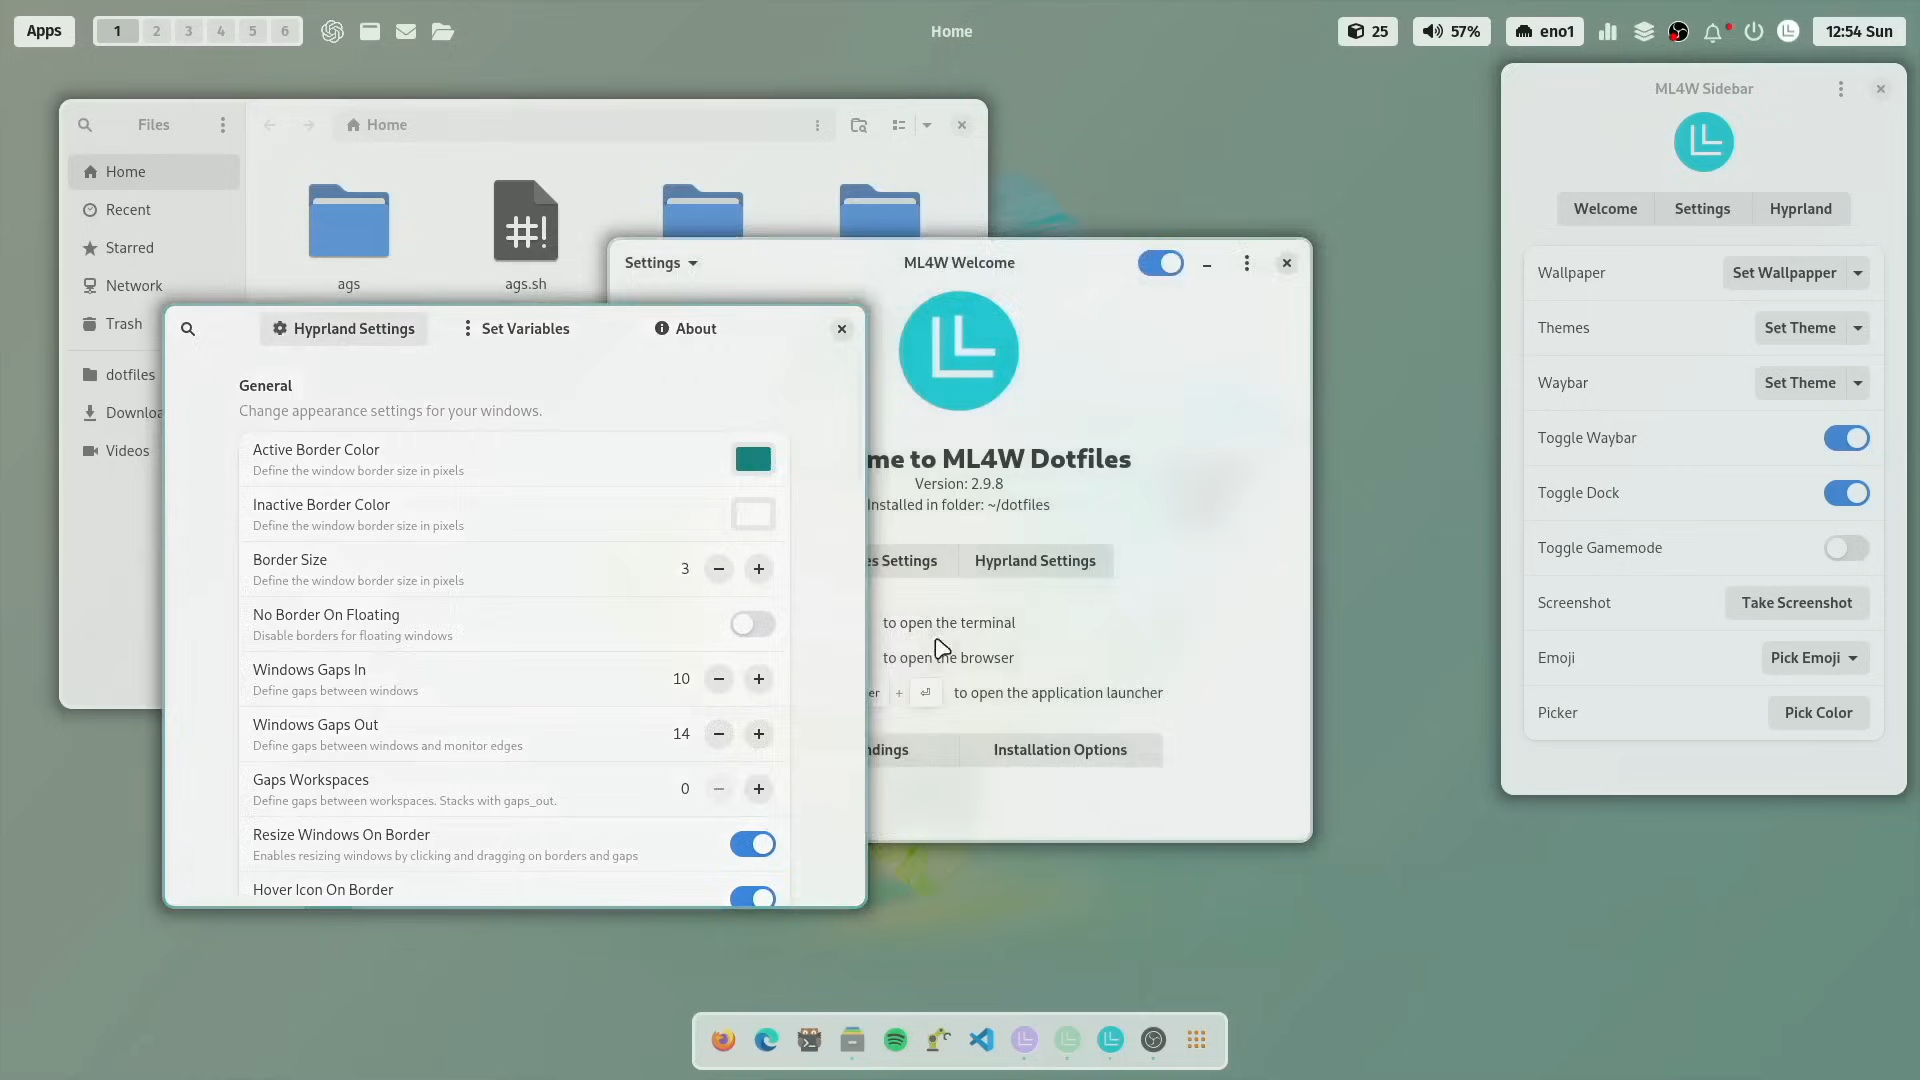 Apps
1 2 3 4 5 6
Home
25
57%
eno1
12:54 Sun
Files
Home
Home
Recent
Starred
Network
Trash
dotfiles
Downloa
Videos
ags
#!
ags.sh
Settings
ML4W Welcome
me to ML4W Dotfiles
Version: 2.9.8
Installed in folder: ~/dotfiles
es Settings
Hyprland Settings
to open the terminal
to open the browser
er + ⏎ to open the application launcher
ndings
Installation Options
Hyprland Settings
Set Variables
About
General
Change appearance settings for your windows.
Active Border Color
Define the window border size in pixels
Inactive Border Color
Define the window border size in pixels
Border Size
Define the window border size in pixels
3
No Border On Floating
Disable borders for floating windows
Windows Gaps In
Define gaps between windows
10
Windows Gaps Out
Define gaps between windows and monitor edges
14
Gaps Workspaces
Define gaps between workspaces. Stacks with gaps_out.
0
Resize Windows On Border
Enables resizing windows by clicking and dragging on borders and gaps
Hover Icon On Border
ML4W Sidebar
Welcome
Settings
Hyprland
Wallpaper
Set Wallpapper
Themes
Set Theme
Waybar
Set Theme
Toggle Waybar
Toggle Dock
Toggle Gamemode
Screenshot
Take Screenshot
Emoji
Pick Emoji
Picker
Pick Color